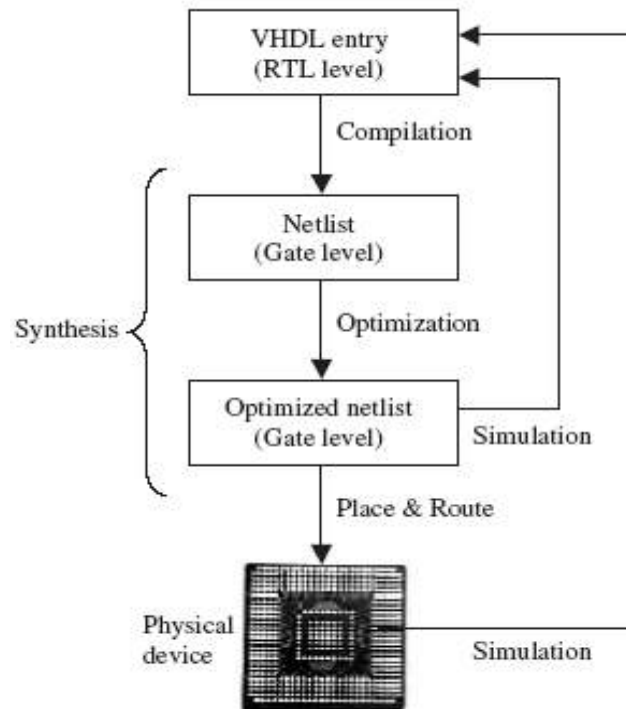 VHDL entry
(RTL level)
Compilation
Netlist
(Gate level)
Synthesis
Optimization
Optimized netlist
(Gate level)
Simulation
Place & Route
Physical
device
Simulation